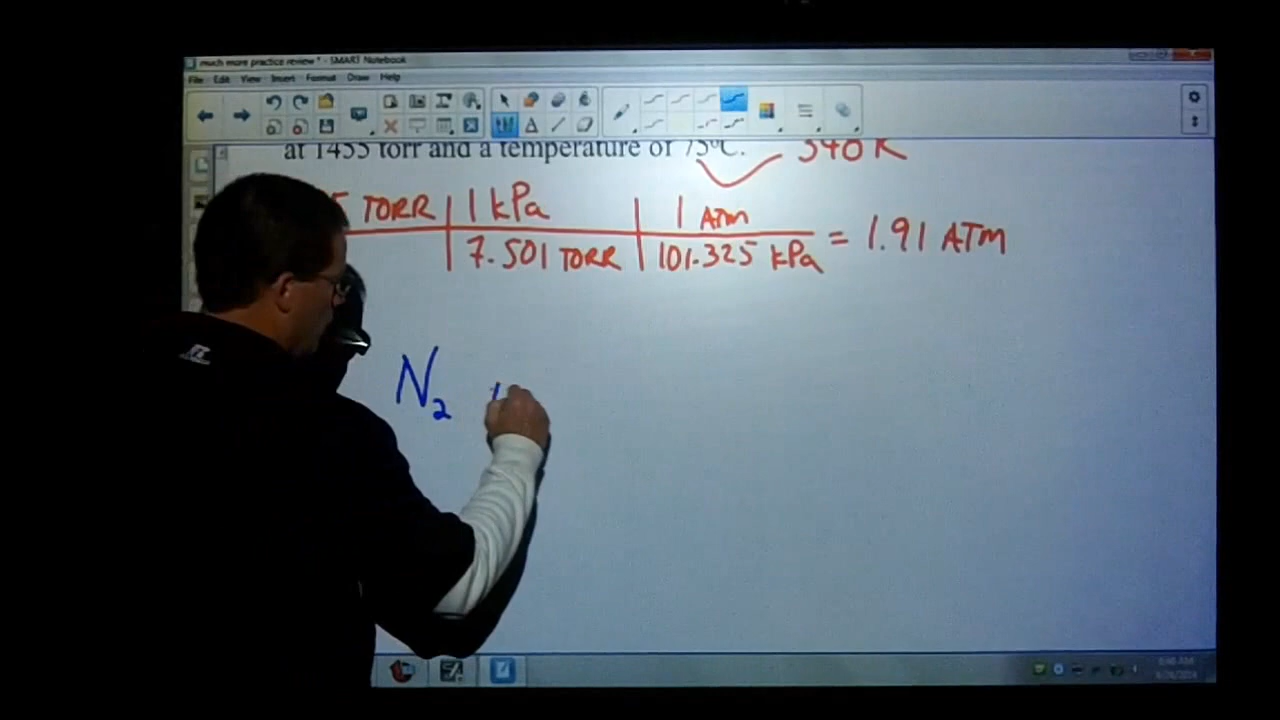 much more practice review * - SMART Notebook
File Edit View Insert Format Draw Help
at 1455 torr and a temperature of 75°C. 348 K
TORR | 1 kPa | 1 ATM
7.501 TORR | 101.325 kPa = 1.91 ATM
N₂